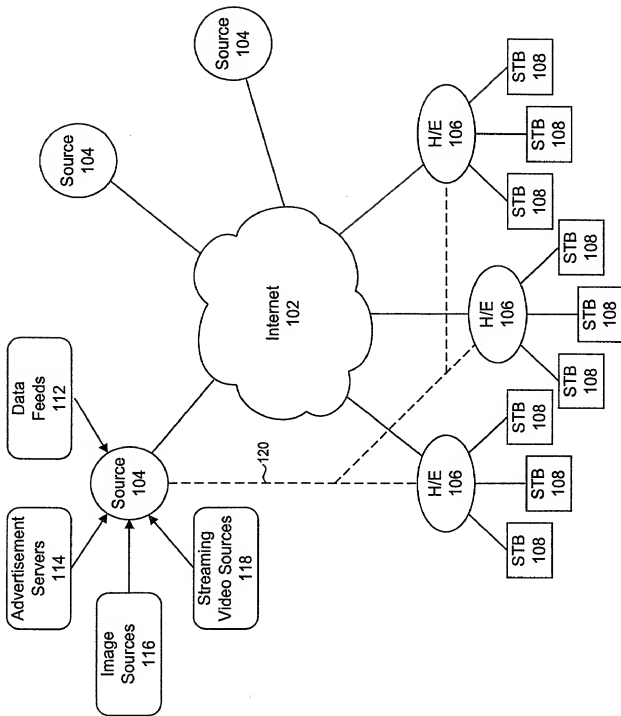 Advertisement
Servers
114
Data
Feeds
112
Image
Sources
116
Streaming
Video Sources
118
Source
104
Source
104
Source
104
Internet
102
120
H/E
106
H/E
106
H/E
106
STB
108
STB
108
STB
108
STB
108
STB
108
STB
108
STB
108
STB
108
STB
108